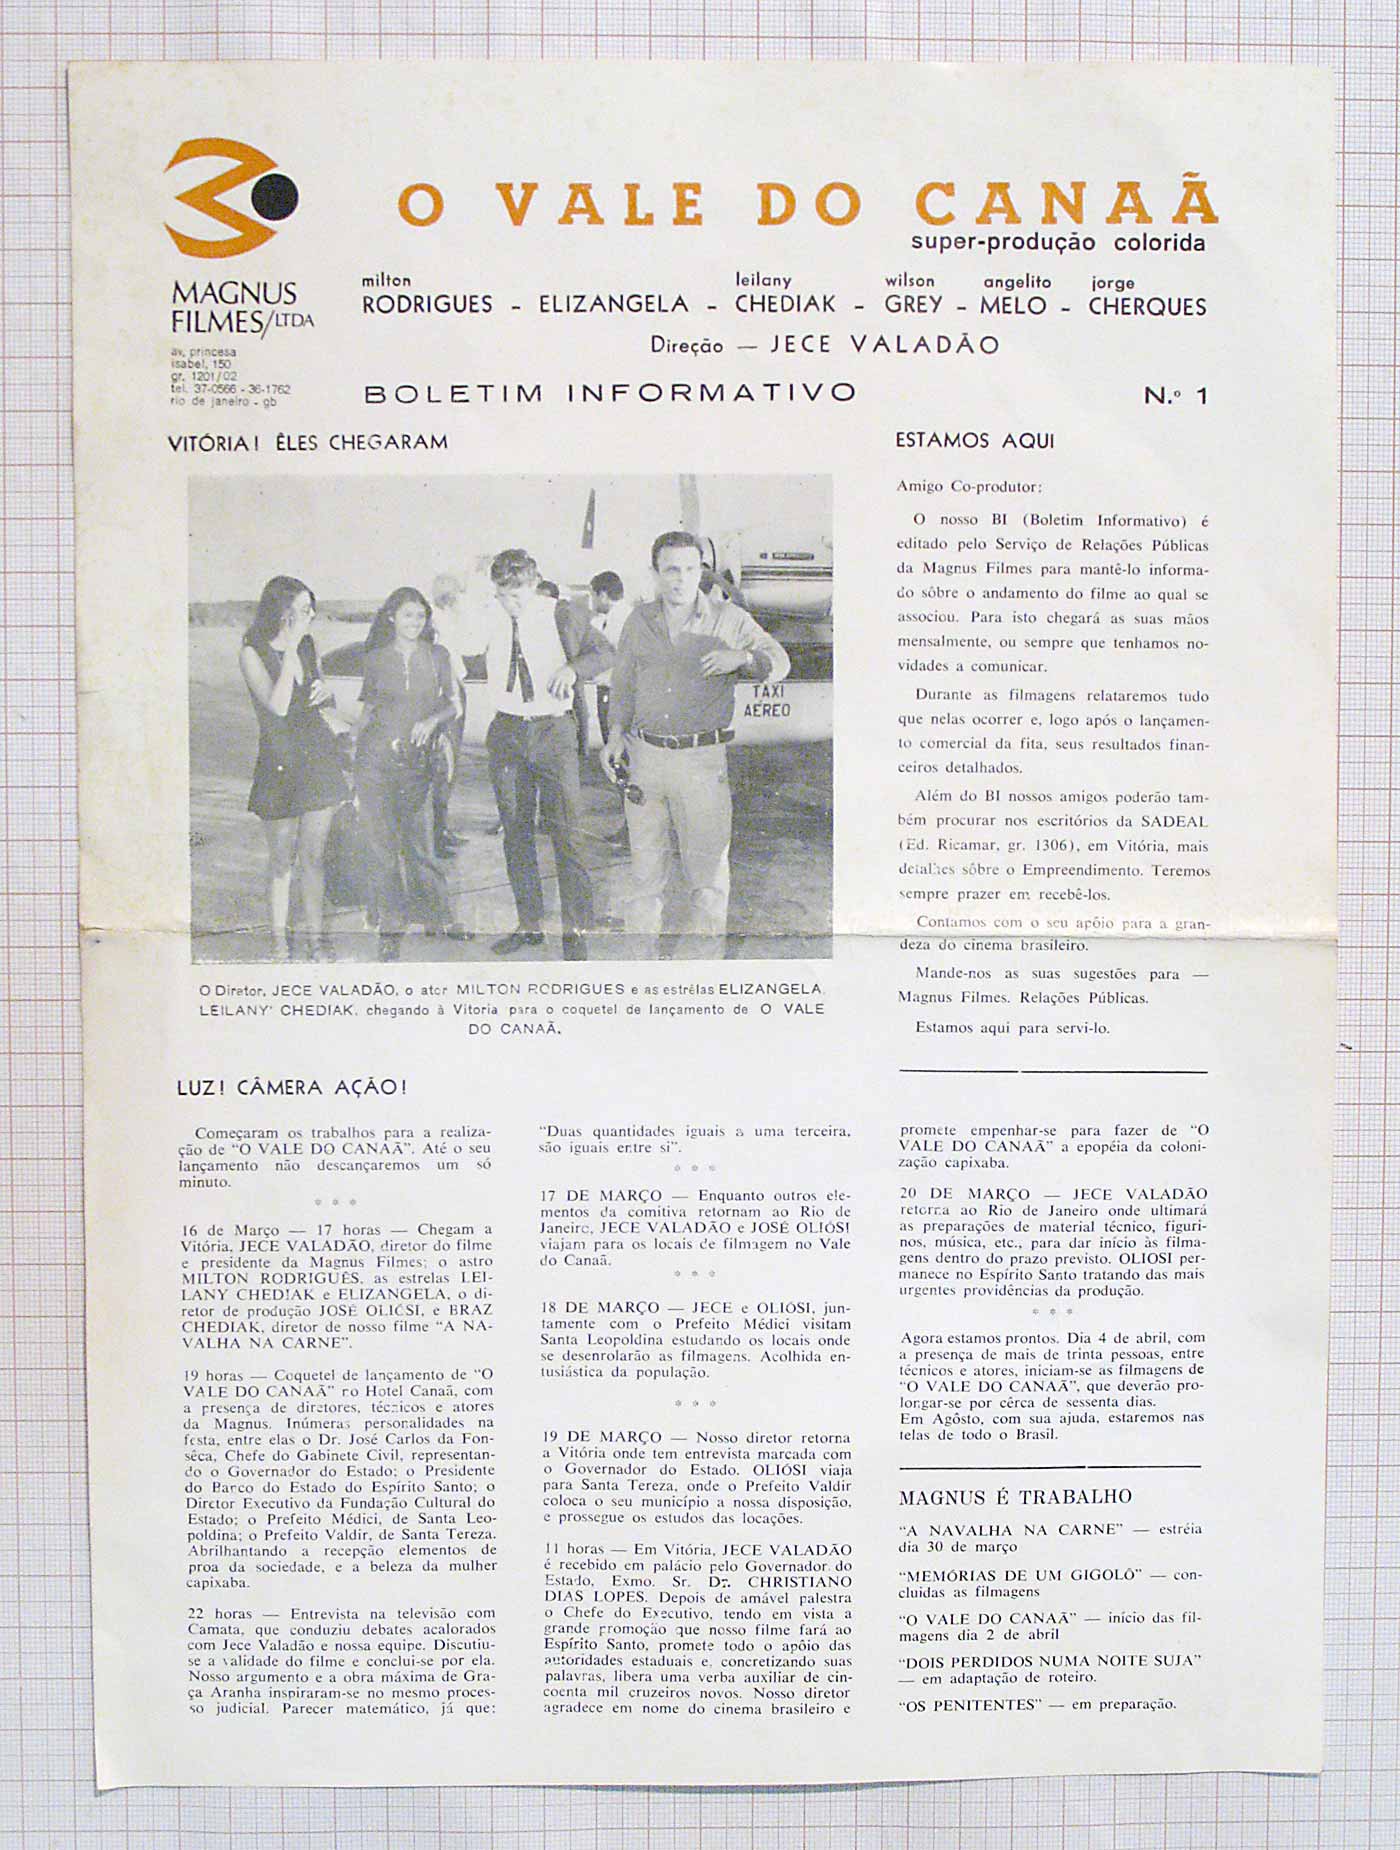 O VALE DO CANAÃ
super-produção colorida
MAGNUS
FILMES/LTDA
av. princesa
isabel, 150
gr. 1201/02
tel. 37-0566 - 36-1762
rio de janeiro - gb
milton RODRIGUES - ELIZANGELA - leilany CHEDIAK - wilson GREY - angelito MELO - jorge CHERQUES
Direção — JECE VALADÃO
BOLETIM INFORMATIVO N.º 1
VITÓRIA! ÊLES CHEGARAM
TAXI
AÉREO
O Diretor, JECE VALADÃO, o ator MILTON RODRIGUES e as estrêlas ELIZANGELA,
LEILANY' CHEDIAK, chegando à Vitoria para o coquetel de lançamento de O VALE
DO CANAÃ.
ESTAMOS AQUI
Amigo Co-produtor:
O nosso BI (Boletim Informativo) é
editado pelo Serviço de Relações Públicas
da Magnus Filmes para mantê-lo informa-
do sôbre o andamento do filme ao qual se
associou. Para isto chegará as suas mãos
mensalmente, ou sempre que tenhamos no-
vidades a comunicar.
Durante as filmagens relataremos tudo
que nelas ocorrer e, logo após o lançamen-
to comercial da fita, seus resultados finan-
ceiros detalhados.
Além do BI nossos amigos poderão tam-
bém procurar nos escritórios da SADEAL
(Ed. Ricamar, gr. 1306), em Vitória, mais
detalhes sôbre o Empreendimento. Teremos
sempre prazer em recebê-los.
Contamos com o seu apôio para a gran-
deza do cinema brasileiro.
Mande-nos as suas sugestões para —
Magnus Filmes. Relações Públicas.
Estamos aqui para servi-lo.
LUZ! CÂMERA AÇÃO!
Começaram os trabalhos para a realiza-
ção de "O VALE DO CANAÃ". Até o seu
lançamento não descançaremos um só
minuto.
* * *
16 de Março — 17 horas — Chegam a
Vitória, JECE VALADÃO, diretor do filme
e presidente da Magnus Filmes; o astro
MILTON RODRIGUÊS, as estrelas LEI-
LANY CHEDIAK e ELIZANGELA, o di-
retor de produção JOSÉ OLIÓSI, e BRAZ
CHEDIAK, diretor de nosso filme "A NA-
VALHA NA CARNE".
19 horas — Coquetel de lançamento de "O
VALE DO CANAÃ" no Hotel Canaã, com
a presença de diretores, técnicos e atores
da Magnus. Inúmeras personalidades na
festa, entre elas o Dr. José Carlos da Fon-
sêca, Chefe do Gabinete Civil, representan-
do o Governador do Estado; o Presidente
do Banco do Estado do Espírito Santo; o
Diretor Executivo da Fundação Cultural do
Estado; o Prefeito Médici, de Santa Leo-
poldina; o Prefeito Valdir, de Santa Tereza.
Abrilhantando a recepção elementos de
proa da sociedade, e a beleza da mulher
capixaba.
22 horas — Entrevista na televisão com
Camata, que conduziu debates acalorados
com Jece Valadão e nossa equipe. Discutiu-
se a validade do filme e conclui-se por ela.
Nosso argumento e a obra máxima de Gra-
ça Aranha inspiraram-se no mesmo proces-
so judicial. Parecer matemático, já que:
"Duas quantidades iguais a uma terceira,
são iguais entre si".
* * *
17 DE MARÇO — Enquanto outros ele-
mentos da comitiva retornam ao Rio de
Janeiro, JECE VALADÃO e JOSÉ OLIÓSI
viajam para os locais de filmagem no Vale
do Canaã.
* * *
18 DE MARÇO — JECE e OLIÓSI, jun-
tamente com o Prefeito Médici visitam
Santa Leopoldina estudando os locais onde
se desenrolarão as filmagens. Acolhida en-
tusiástica da população.
* * *
19 DE MARÇO — Nosso diretor retorna
a Vitória onde tem entrevista marcada com
o Governador do Estado. OLIÓSI viaja
para Santa Tereza, onde o Prefeito Valdir
coloca o seu município a nossa disposição,
e prossegue os estudos das locações.
11 horas — Em Vitória, JECE VALADÃO
é recebido em palácio pelo Governador do
Estado, Exmo. Sr. Dr. CHRISTIANO
DIAS LOPES. Depois de amável palestra
o Chefe do Executivo, tendo em vista a
grande promoção que nosso filme fará ao
Espírito Santo, promete todo o apôio das
autoridades estaduais e, concretizando suas
palavras, libera uma verba auxiliar de cin-
coenta mil cruzeiros novos. Nosso diretor
agradece em nome do cinema brasileiro e
promete empenhar-se para fazer de "O
VALE DO CANAÃ" a epopéia da coloni-
zação capixaba.
20 DE MARÇO — JECE VALADÃO
retorna ao Rio de Janeiro onde ultimará
as preparações de material técnico, figuri-
nos, música, etc., para dar início às filma-
gens dentro do prazo previsto. OLIOSI per-
manece no Espírito Santo tratando das mais
urgentes providências da produção.
* * *
Agora estamos prontos. Dia 4 de abril, com
a presença de mais de trinta pessoas, entre
técnicos e atores, iniciam-se as filmagens de
"O VALE DO CANAÃ", que deverão pro-
longar-se por cêrca de sessenta dias.
Em Agôsto, com sua ajuda, estaremos nas
telas de todo o Brasil.
MAGNUS É TRABALHO
"A NAVALHA NA CARNE" — estréia
dia 30 de março
"MEMÓRIAS DE UM GIGOLÔ" — con-
cluidas as filmagens
"O VALE DO CANAÃ" — início das fil-
magens dia 2 de abril
"DOIS PERDIDOS NUMA NOITE SUJA"
— em adaptação de roteiro.
"OS PENITENTES" — em preparação.